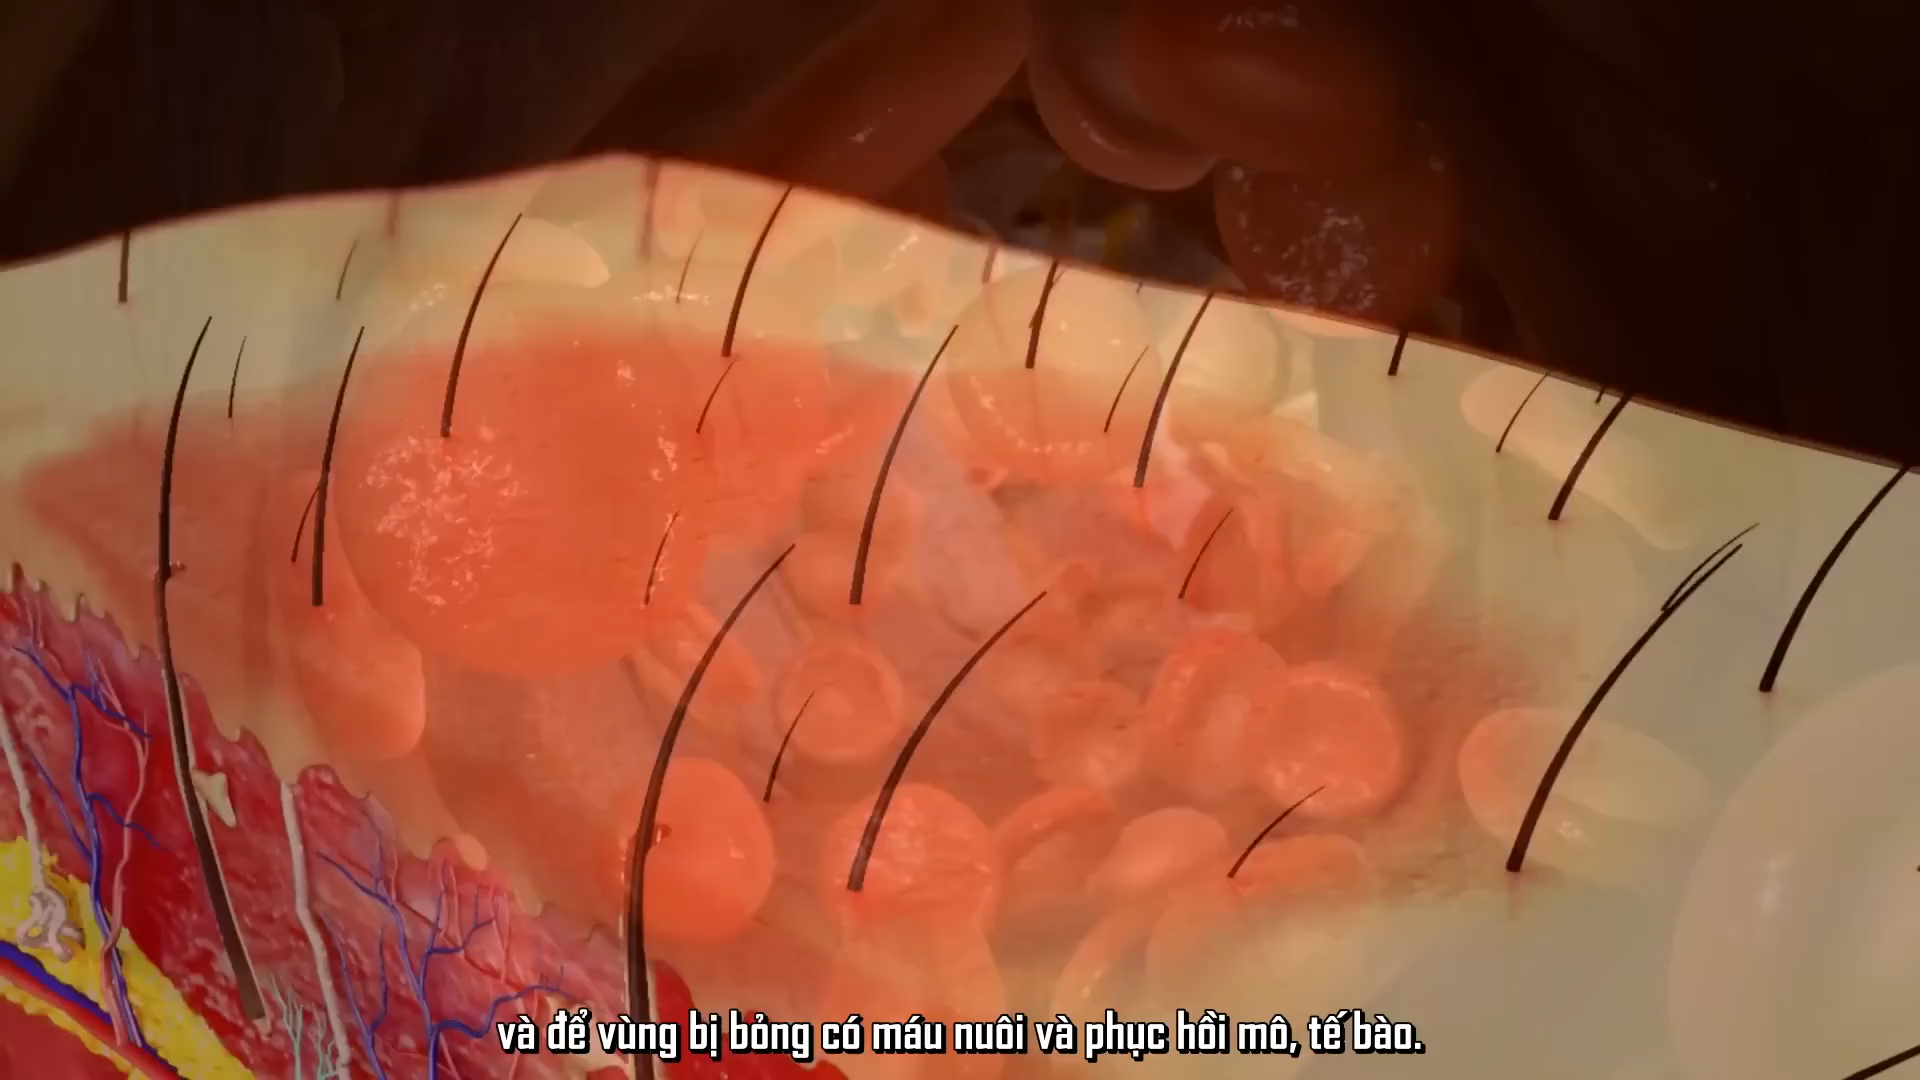 và để vùng bị bỏng có máu nuôi và phục hồi mô, tế bào.